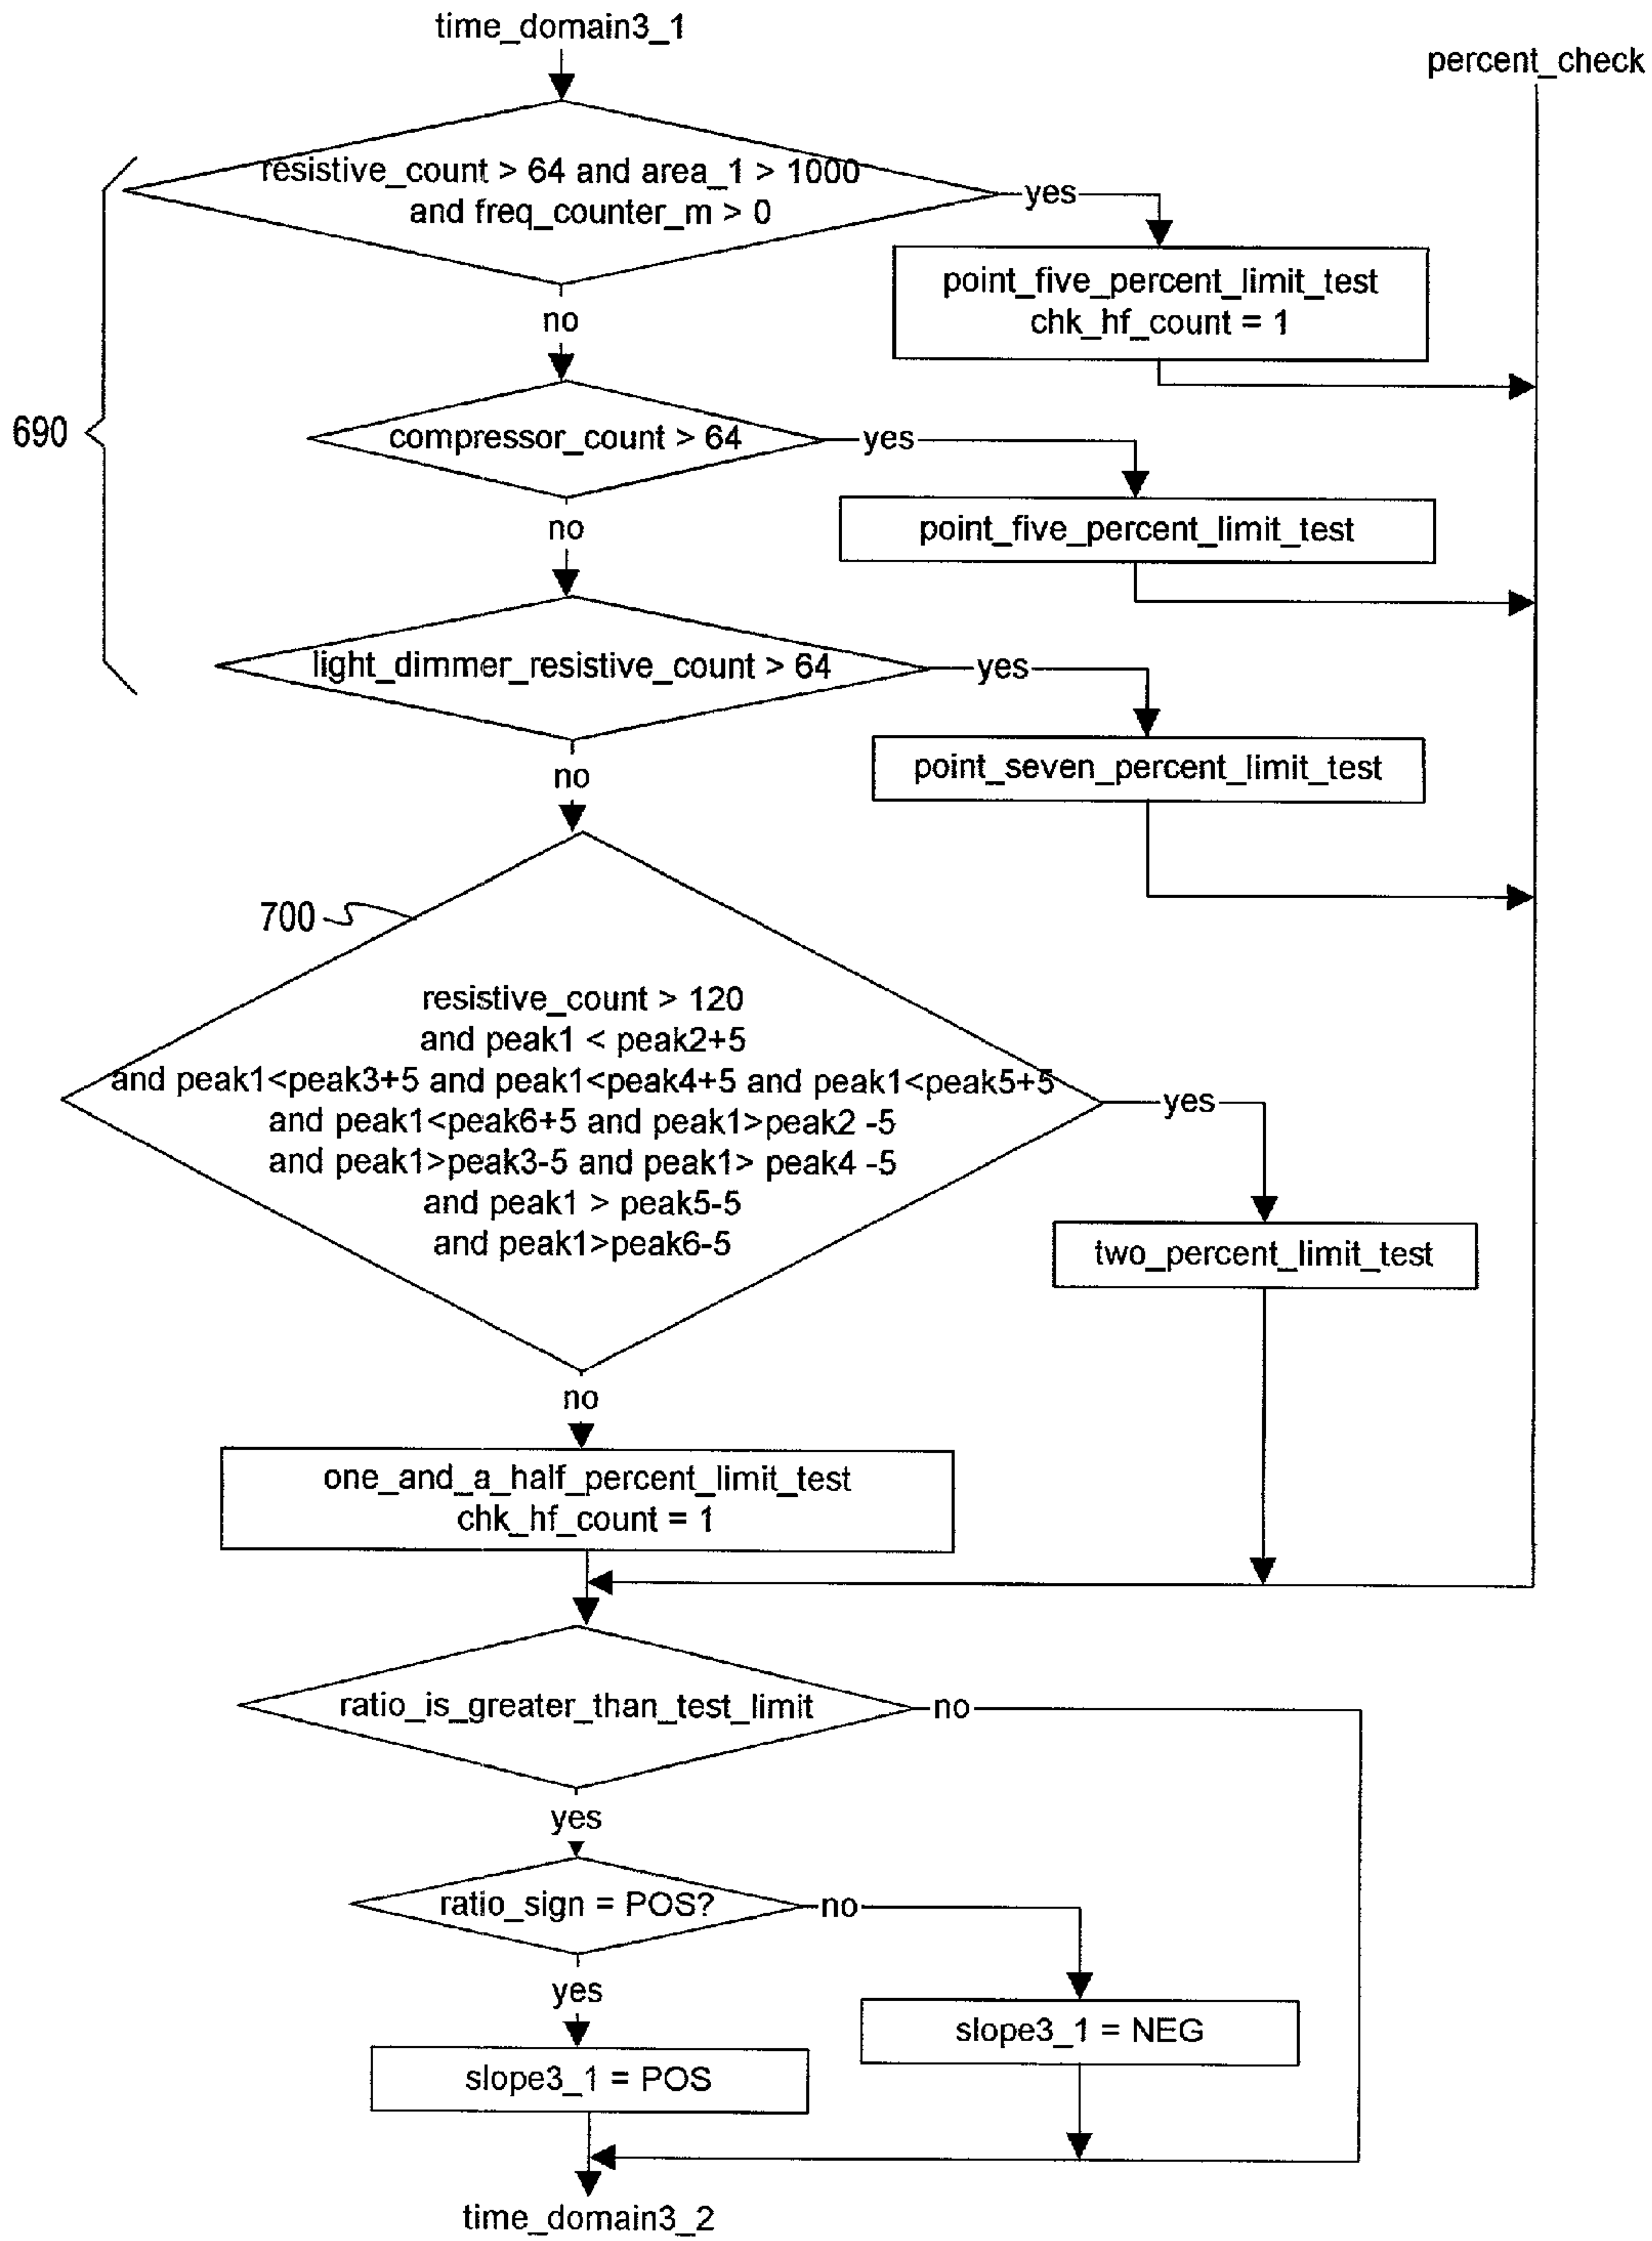 time_domain3_1
percent_check
resistive_count > 64 and area_1 > 1000
and freq_counter_m > 0
yes
point_five_percent_limit_test
chk_hf_count = 1
no
690
compressor_count > 64
yes
point_five_percent_limit_test
no
light_dimmer_resistive_count > 64
yes
point_seven_percent_limit_test
no
700
resistive_count > 120
and peak1 < peak2+5
and peak1<peak3+5 and peak1<peak4+5 and peak1<peak5+5
and peak1<peak6+5 and peak1>peak2 -5
and peak1>peak3-5 and peak1> peak4 -5
and peak1 > peak5-5
and peak1>peak6-5
yes
two_percent_limit_test
no
one_and_a_half_percent_limit_test
chk_hf_count = 1
ratio_is_greater_than_test_limit
no
yes
ratio_sign = POS?
no
yes
slope3_1 = NEG
slope3_1 = POS
time_domain3_2